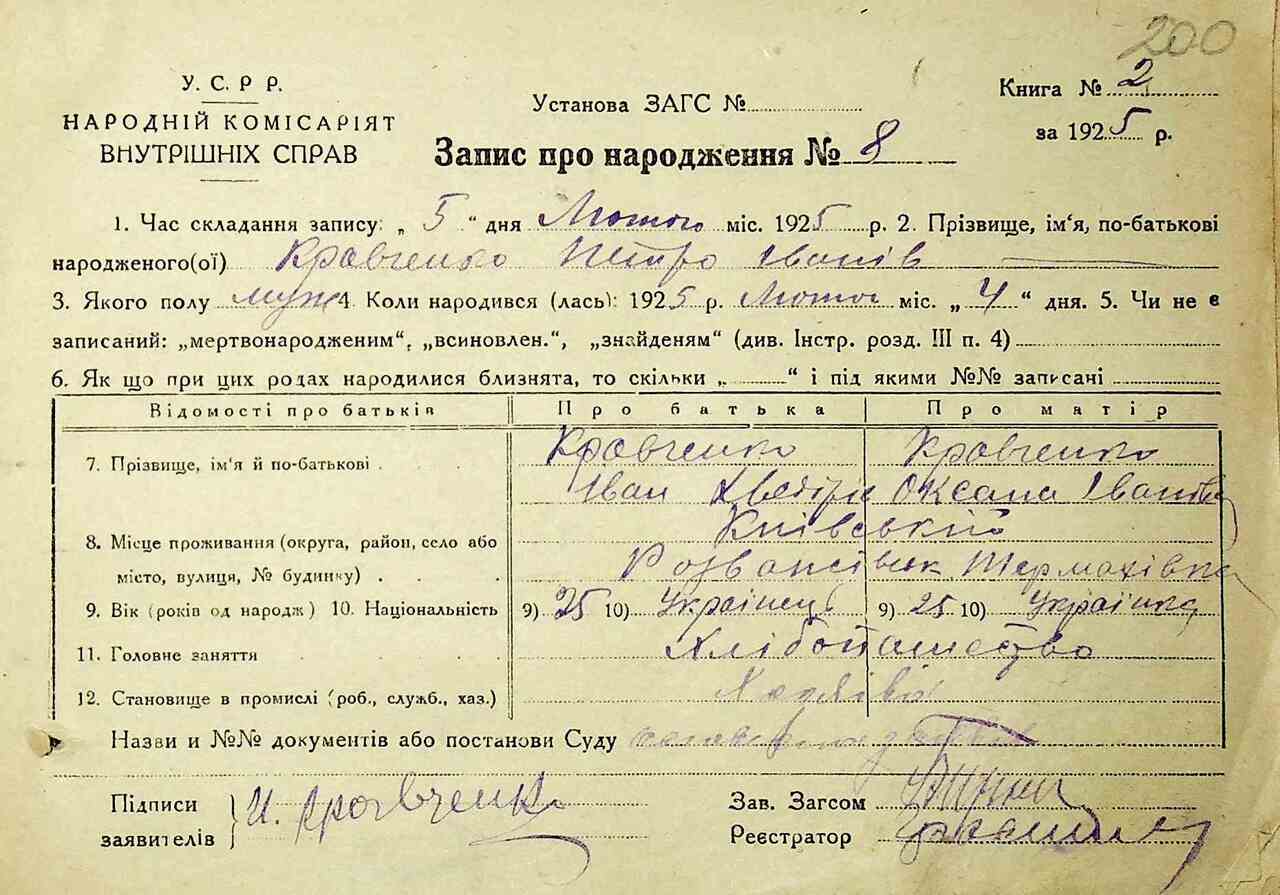 200
У. С. Р Р.
НАРОДНІЙ КОМІСАРІЯТ
ВНУТРІШНІХ СПРАВ
Установа ЗАГС №
Книга № 2
за 1925 р.
Запис про народження № 8
1. Час складання запису: „ 5 “ дня Лютого міс. 1925 р. 2. Прізвище, ім‘я, по-батькові
народженого(ої) Кравченко Петро Іванів
3. Якого полу муж 4. Коли народився (лась): 1925 р. Лютого міс. „ 4 “ дня. 5. Чи не є
записаний: „мертвонародженим“, „всиновлен.“, „знайденям“ (див. Інстр. розд. III п. 4)
6. Як що при цих родах народилися близнята, то скільки „ “ і під якими №№ записані
Відомості про батьків Про батька Про матір
7. Прізвище, ім'я й по-батькові Кравченко Кравченко
Іван Оксана Іванівна
8. Місце проживання (округа, район, село або Київській
місто, вулиця, № будинку) Розважівськ. Термахівка
9. Вік (років од народж) 10. Національність 9) 25 10) Українець 9) 25 10) Українка
11. Головне заняття Хлібопашество
12. Становище в промислі (роб., служб., хаз.) Хазяїва
Назви и №№ документів або постанови Суду
Підписи
заявителів И. Кравченко
Зав. Загсом
Реєстратор